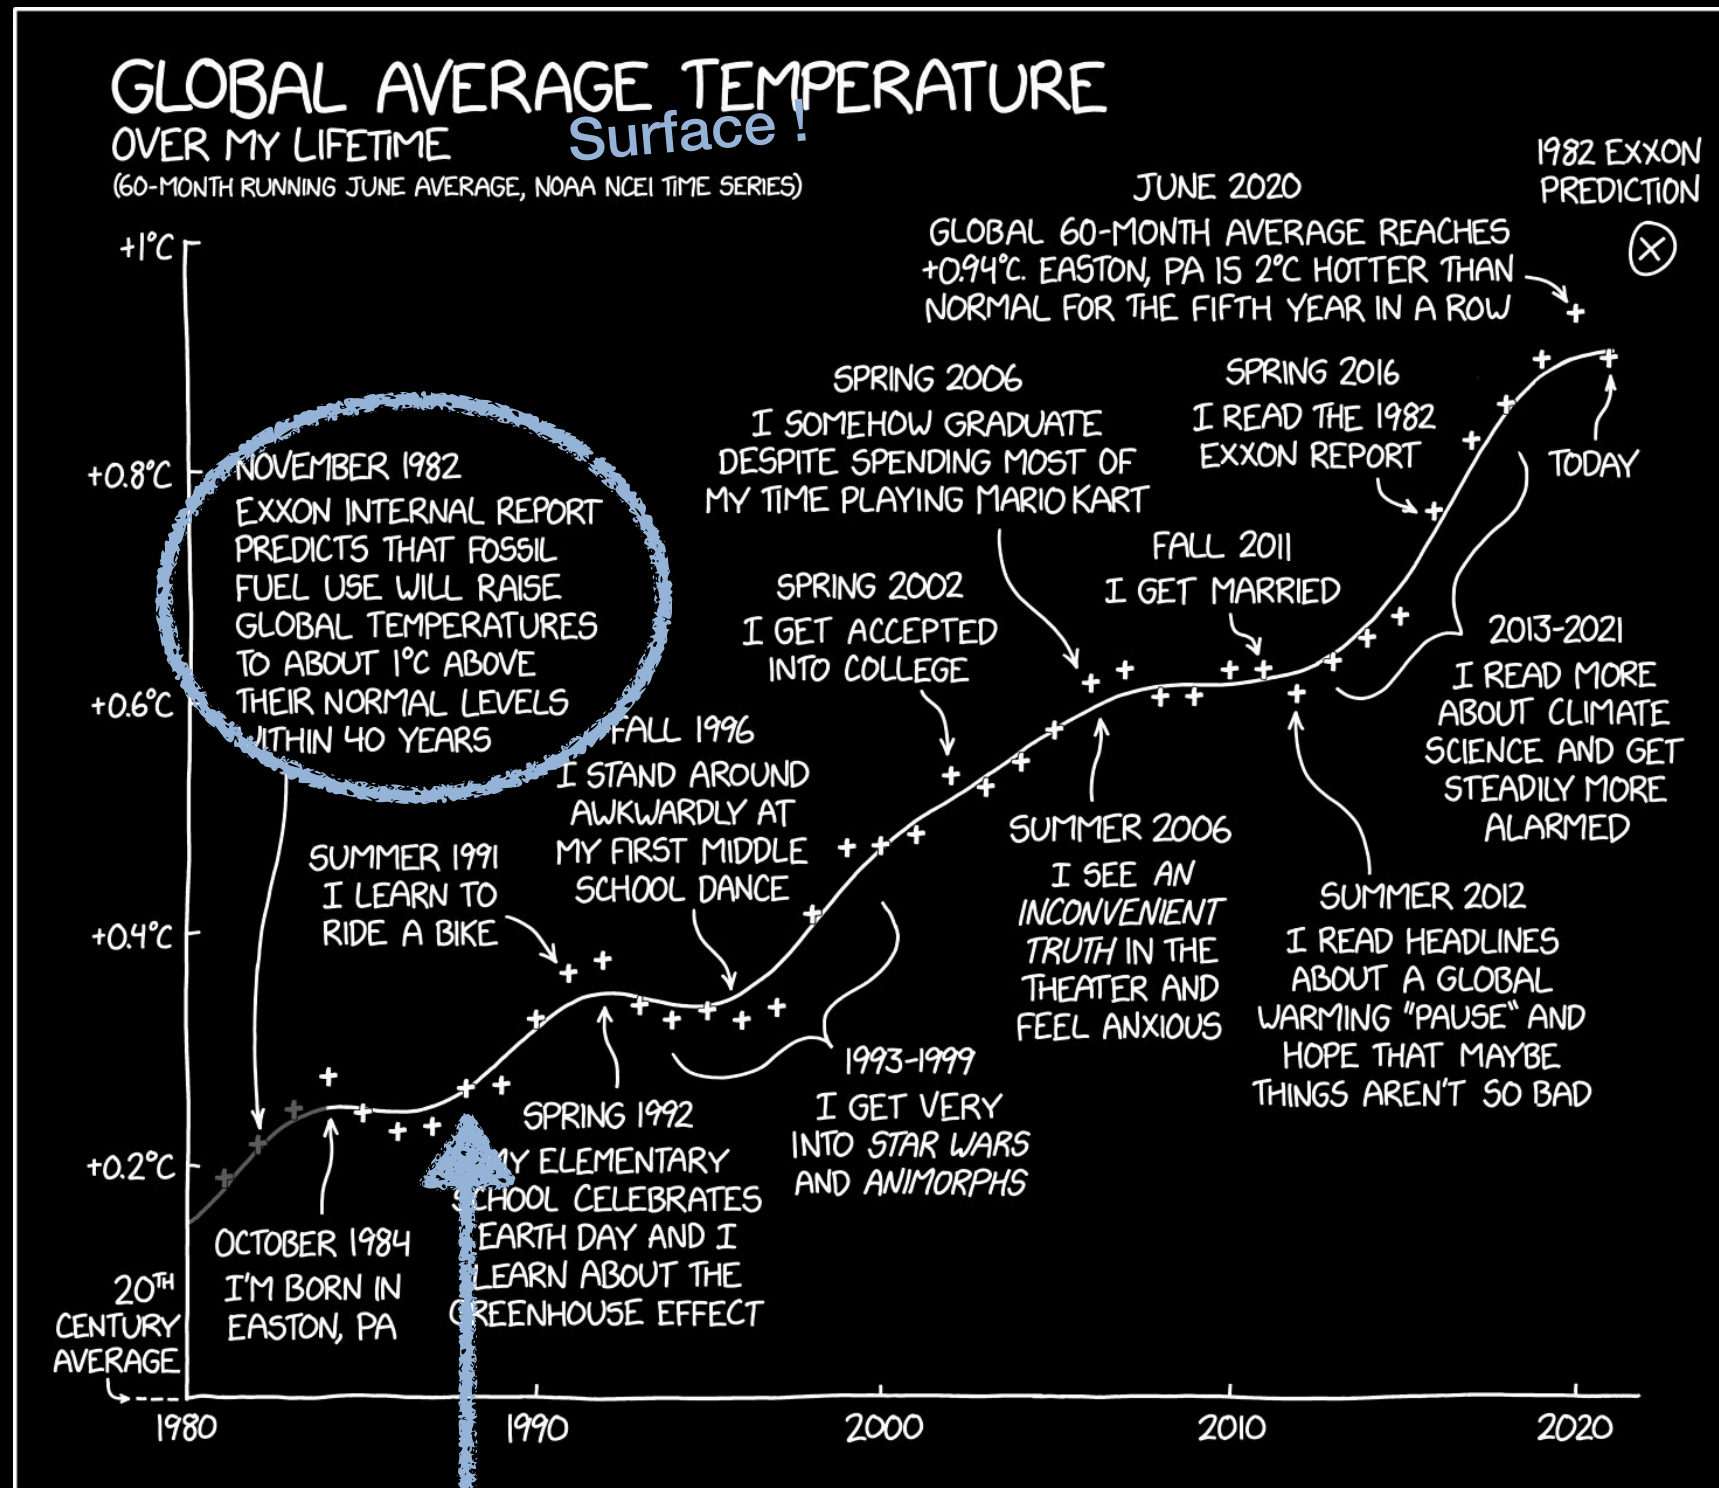 GLOBAL AVERAGE TEMPERATURE
Surface !
OVER MY LIFETIME
(60-MONTH RUNNING JUNE AVERAGE, NOAA NCEI TIME SERIES)
1982 EXXON
PREDICTION
JUNE 2020
GLOBAL 60-MONTH AVERAGE REACHES
+0.94°C. EASTON, PA IS 2°C HOTTER THAN
NORMAL FOR THE FIFTH YEAR IN A ROW
+1°C
+0.8°C
+0.6°C
+0.4°C
+0.2°C
20TH
CENTURY
AVERAGE
NOVEMBER 1982
EXXON INTERNAL REPORT
PREDICTS THAT FOSSIL
FUEL USE WILL RAISE
GLOBAL TEMPERATURES
TO ABOUT 1°C ABOVE
THEIR NORMAL LEVELS
WITHIN 40 YEARS
SPRING 2006
I SOMEHOW GRADUATE
DESPITE SPENDING MOST OF
MY TIME PLAYING MARIO KART
SPRING 2016
I READ THE 1982
EXXON REPORT
TODAY
FALL 2011
I GET MARRIED
SPRING 2002
I GET ACCEPTED
INTO COLLEGE
2013-2021
I READ MORE
ABOUT CLIMATE
SCIENCE AND GET
STEADILY MORE
ALARMED
FALL 1996
I STAND AROUND
AWKWARDLY AT
MY FIRST MIDDLE
SCHOOL DANCE
SUMMER 1991
I LEARN TO
RIDE A BIKE
SUMMER 2006
I SEE AN
INCONVENIENT
TRUTH IN THE
THEATER AND
FEEL ANXIOUS
SUMMER 2012
I READ HEADLINES
ABOUT A GLOBAL
WARMING "PAUSE" AND
HOPE THAT MAYBE
THINGS AREN'T SO BAD
1993-1999
I GET VERY
INTO STAR WARS
AND ANIMORPHS
SPRING 1992
MY ELEMENTARY
SCHOOL CELEBRATES
EARTH DAY AND I
LEARN ABOUT THE
GREENHOUSE EFFECT
OCTOBER 1984
I'M BORN IN
EASTON, PA
1980
1990
2000
2010
2020